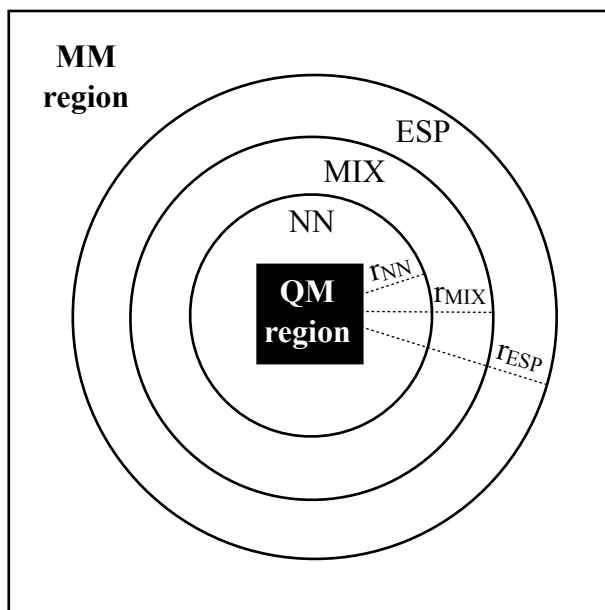 MM
region
ESP
MIX
NN
rNN
QM
region
rMIX
rESP